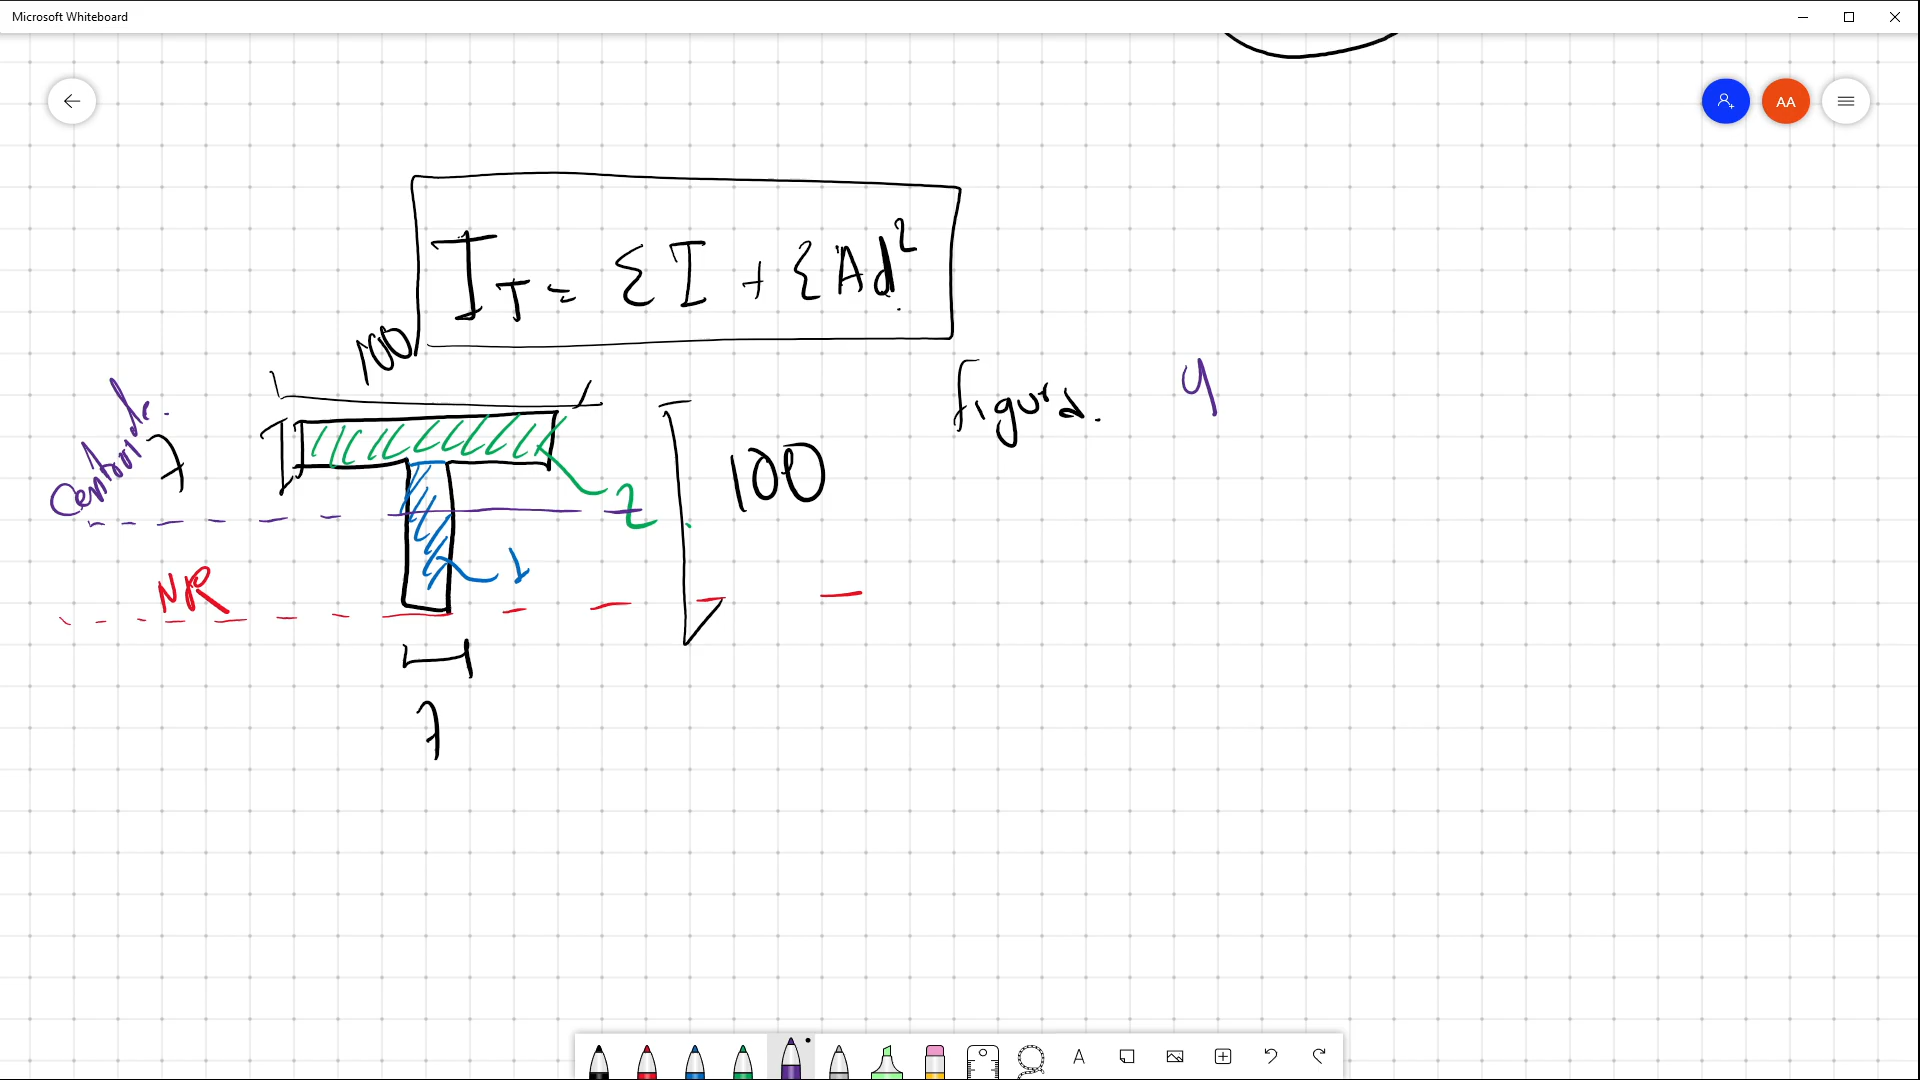 Microsoft Whiteboard
AA
I_T = ΣI + ΣAd²
100
Figura. y
Centroide.
7
100
2
1
NR
7
A